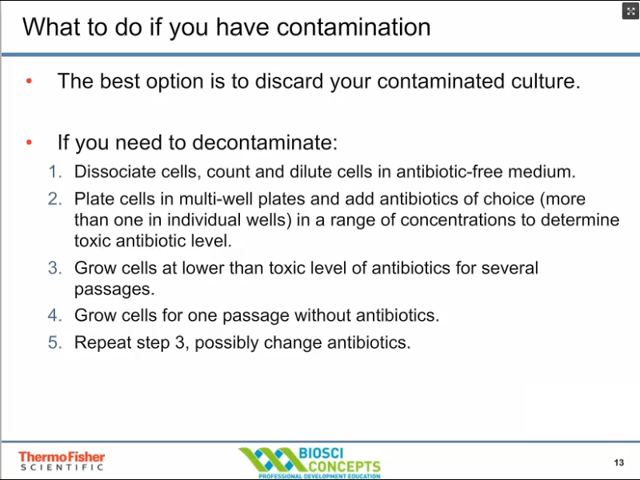 What to do if you have contamination
• The best option is to discard your contaminated culture.
• If you need to decontaminate:
1. Dissociate cells, count and dilute cells in antibiotic-free medium.
2. Plate cells in multi-well plates and add antibiotics of choice (more
than one in individual wells) in a range of concentrations to determine
toxic antibiotic level.
3. Grow cells at lower than toxic level of antibiotics for several
passages.
4. Grow cells for one passage without antibiotics.
5. Repeat step 3, possibly change antibiotics.
ThermoFisher
SCIENTIFIC
BIOSCI
CONCEPTS
PROFESSIONAL DEVELOPMENT EDUCATION
13